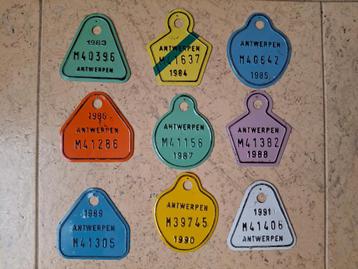 1983
M40396
ANTWERPEN
ANTWERPEN
M41637
1984
ANTWERPEN
M40642
1985
1986
ANTWERPEN
M41286
ANTWERPEN
M41156
1987
ANTWERPEN
M41382
1988
1989
ANTWERPEN
M41305
ANTWERPEN
M39745
1990
1991
M41406
ANTWERPEN